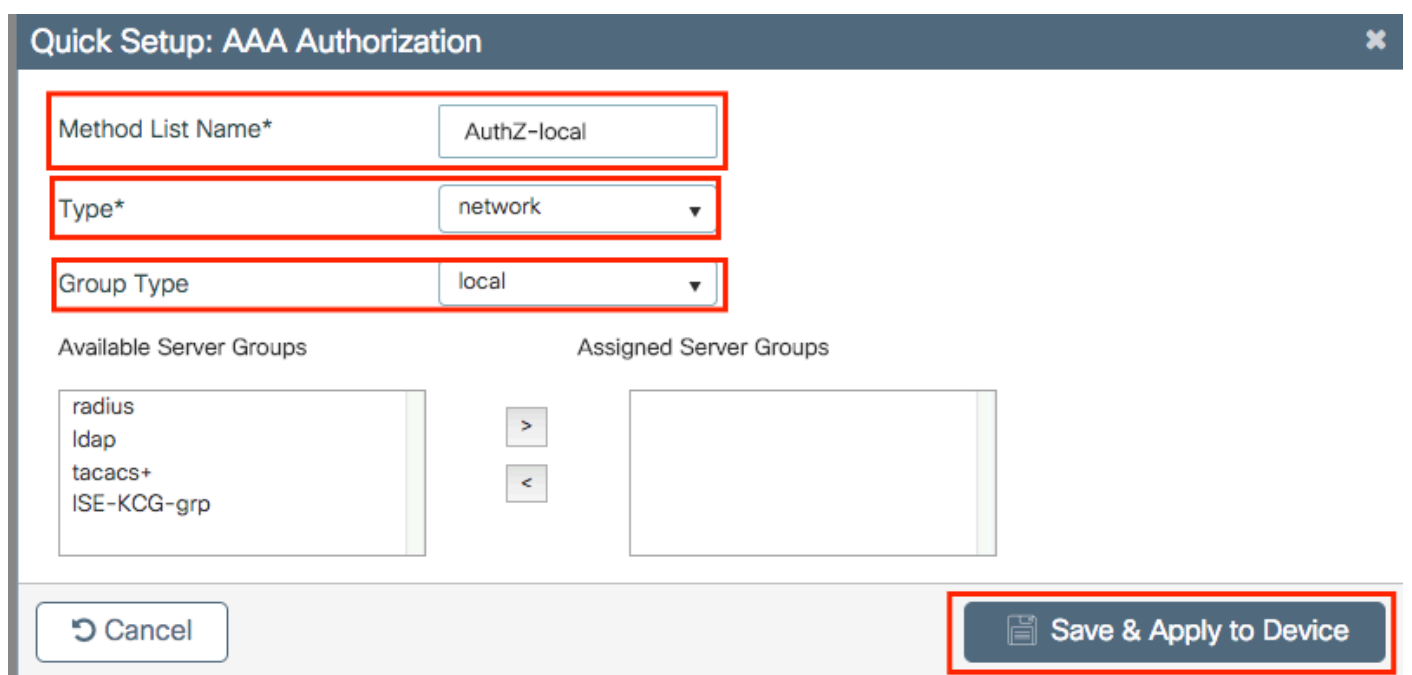 Quick Setup: AAA Authorization
Method List Name*
AuthZ-local
Type*
network
Group Type
local
Available Server Groups
Assigned Server Groups
radius
ldap
tacacs+
ISE-KCG-grp
>
<
Cancel
Save & Apply to Device